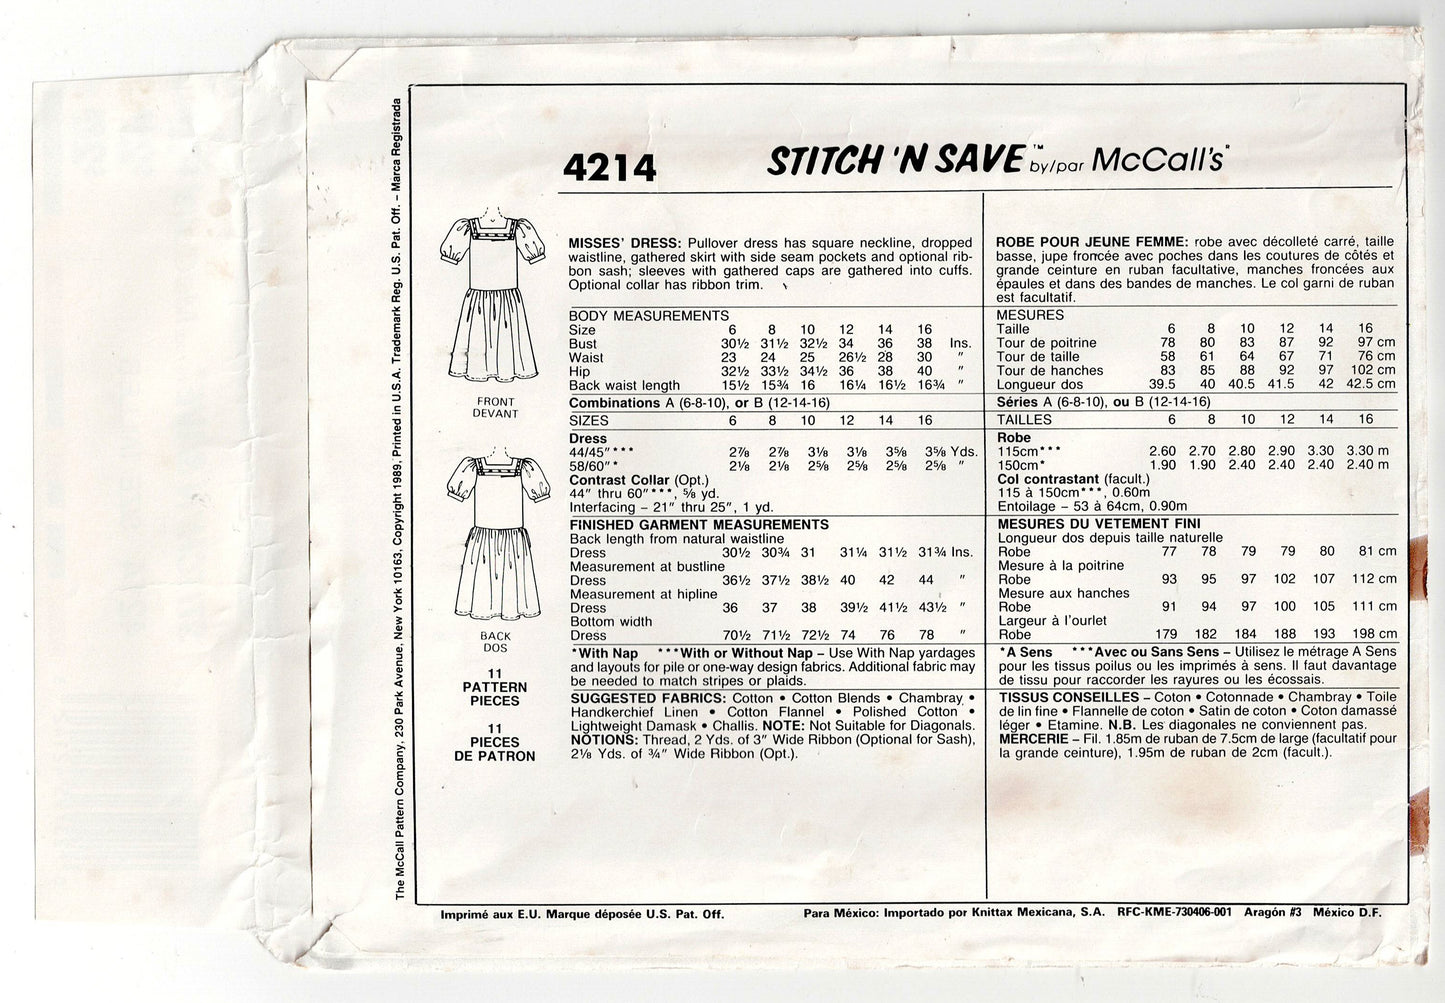 The McCall Pattern Company, 230 Park Avenue, New York 10163, Copyright 1989, Printed in U.S.A. Trademark Reg. U.S. Pat. Off. – Marca Registrada
4214 STITCH 'N SAVE™ by/par McCall's
FRONT
DEVANT
BACK
DOS
11
PATTERN
PIECES
11
PIECES
DE PATRON
MISSES' DRESS: Pullover dress has square neckline, dropped
waistline, gathered skirt with side seam pockets and optional rib-
bon sash; sleeves with gathered caps are gathered into cuffs.
Optional collar has ribbon trim.
BODY MEASUREMENTS
Size 6 8 10 12 14 16
Bust 30½ 31½ 32½ 34 36 38 Ins.
Waist 23 24 25 26½ 28 30 "
Hip 32½ 33½ 34½ 36 38 40 "
Back waist length 15½ 15¾ 16 16¼ 16½ 16¾ "
Combinations A (6-8-10), or B (12-14-16)
SIZES 6 8 10 12 14 16
Dress
44/45"*** 2⅞ 2⅞ 3⅛ 3⅛ 3⅝ 3⅝ Yds.
58/60"* 2⅛ 2⅛ 2⅝ 2⅝ 2⅝ 2⅝ "
Contrast Collar (Opt.)
44" thru 60"***, ⅝ yd.
Interfacing – 21" thru 25", 1 yd.
FINISHED GARMENT MEASUREMENTS
Back length from natural waistline
Dress 30½ 30¾ 31 31¼ 31½ 31¾ Ins.
Measurement at bustline
Dress 36½ 37½ 38½ 40 42 44 "
Measurement at hipline
Dress 36 37 38 39½ 41½ 43½ "
Bottom width
Dress 70½ 71½ 72½ 74 76 78 "
*With Nap ***With or Without Nap – Use With Nap yardages
and layouts for pile or one-way design fabrics. Additional fabric may
be needed to match stripes or plaids.
SUGGESTED FABRICS: Cotton • Cotton Blends • Chambray •
Handkerchief Linen • Cotton Flannel • Polished Cotton •
Lightweight Damask • Challis. NOTE: Not Suitable for Diagonals.
NOTIONS: Thread, 2 Yds. of 3" Wide Ribbon (Optional for Sash),
2⅛ Yds. of ¾" Wide Ribbon (Opt.).
ROBE POUR JEUNE FEMME: robe avec décolleté carré, taille
basse, jupe froncée avec poches dans les coutures de côtés et
grande ceinture en ruban facultative, manches froncées aux
épaules et dans des bandes de manches. Le col garni de ruban
est facultatif.
MESURES
Taille 6 8 10 12 14 16
Tour de poitrine 78 80 83 87 92 97 cm
Tour de taille 58 61 64 67 71 76 cm
Tour de hanches 83 85 88 92 97 102 cm
Longueur dos 39.5 40 40.5 41.5 42 42.5 cm
Séries A (6-8-10), ou B (12-14-16)
TAILLES 6 8 10 12 14 16
Robe
115cm*** 2.60 2.70 2.80 2.90 3.30 3.30 m
150cm* 1.90 1.90 2.40 2.40 2.40 2.40 m
Col contrastant (facult.)
115 à 150cm***, 0.60m
Entoilage – 53 à 64cm, 0.90m
MESURES DU VETEMENT FINI
Longueur dos depuis taille naturelle
Robe 77 78 79 79 80 81 cm
Mesure à la poitrine
Robe 93 95 97 102 107 112 cm
Mesure aux hanches
Robe 91 94 97 100 105 111 cm
Largeur à l'ourlet
Robe 179 182 184 188 193 198 cm
*A Sens ***Avec ou Sans Sens – Utilisez le métrage A Sens
pour les tissus poilus ou les imprimés à sens. Il faut davantage
de tissu pour raccorder les rayures ou les écossais.
TISSUS CONSEILLES – Coton • Cotonnade • Chambray • Toile
de lin fine • Flannelle de coton • Satin de coton • Coton damassé
léger • Etamine. N.B. Les diagonales ne conviennent pas.
MERCERIE – Fil. 1.85m de ruban de 7.5cm de large (facultatif pour
la grande ceinture), 1.95m de ruban de 2cm (facult.).
Imprimé aux E.U. Marque déposée U.S. Pat. Off. Para México: Importado por Knittax Mexicana, S.A. RFC-KME-730406-001 Aragón #3 México D.F.